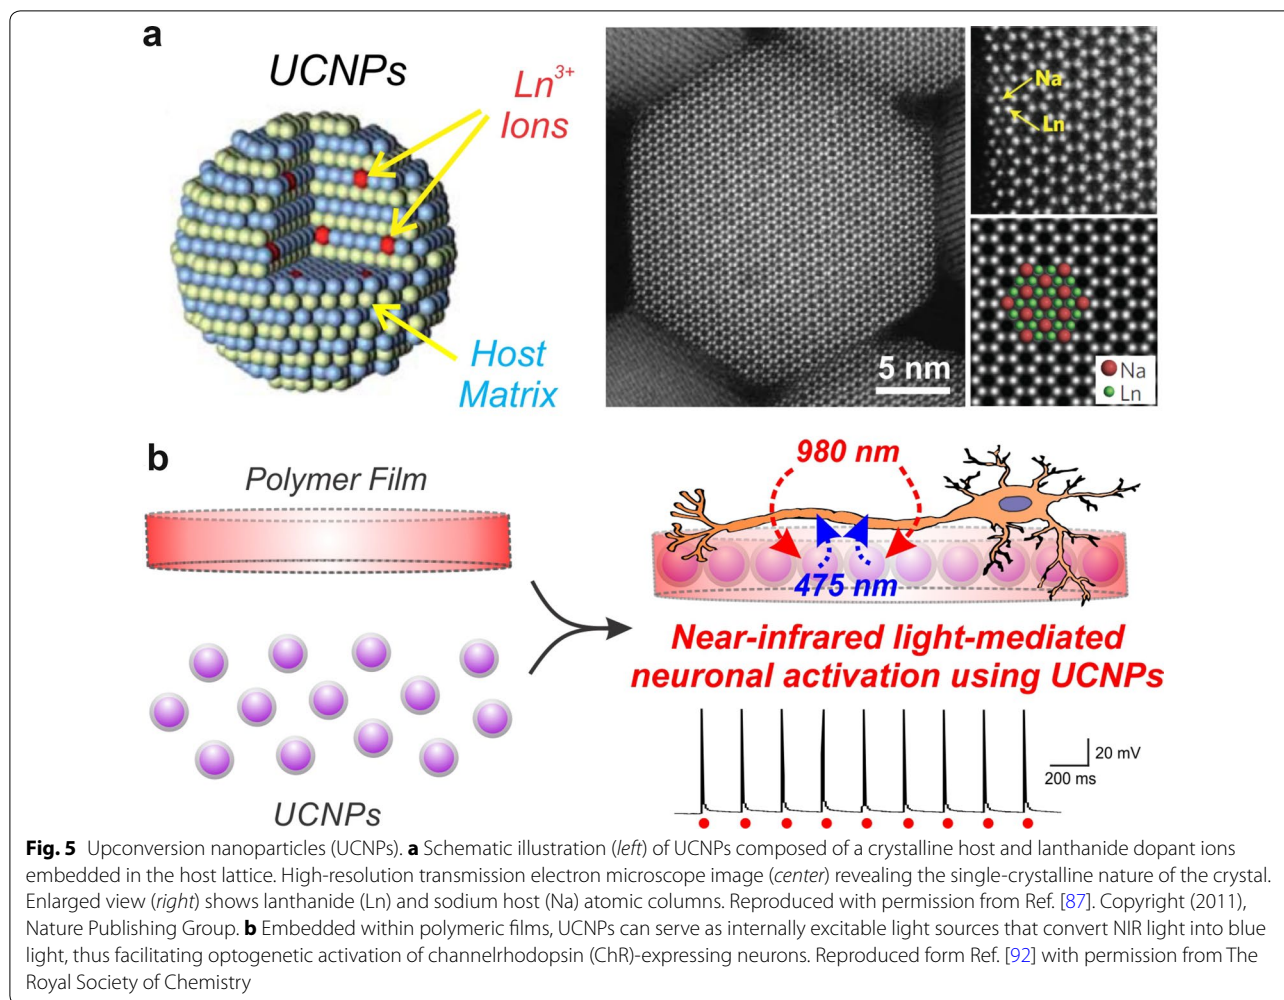 a
UCNPs
Ln³⁺
Ions
Host
Matrix
5 nm
Na
Ln
Na
Ln
b
Polymer Film
UCNPs
980 nm
475 nm
Near-infrared light-mediated
neuronal activation using UCNPs
20 mV
200 ms
Fig. 5 Upconversion nanoparticles (UCNPs). a Schematic illustration (left) of UCNPs composed of a crystalline host and lanthanide dopant ions
embedded in the host lattice. High-resolution transmission electron microscope image (center) revealing the single-crystalline nature of the crystal.
Enlarged view (right) shows lanthanide (Ln) and sodium host (Na) atomic columns. Reproduced with permission from Ref. [87]. Copyright (2011),
Nature Publishing Group. b Embedded within polymeric films, UCNPs can serve as internally excitable light sources that convert NIR light into blue
light, thus facilitating optogenetic activation of channelrhodopsin (ChR)-expressing neurons. Reproduced form Ref. [92] with permission from The
Royal Society of Chemistry